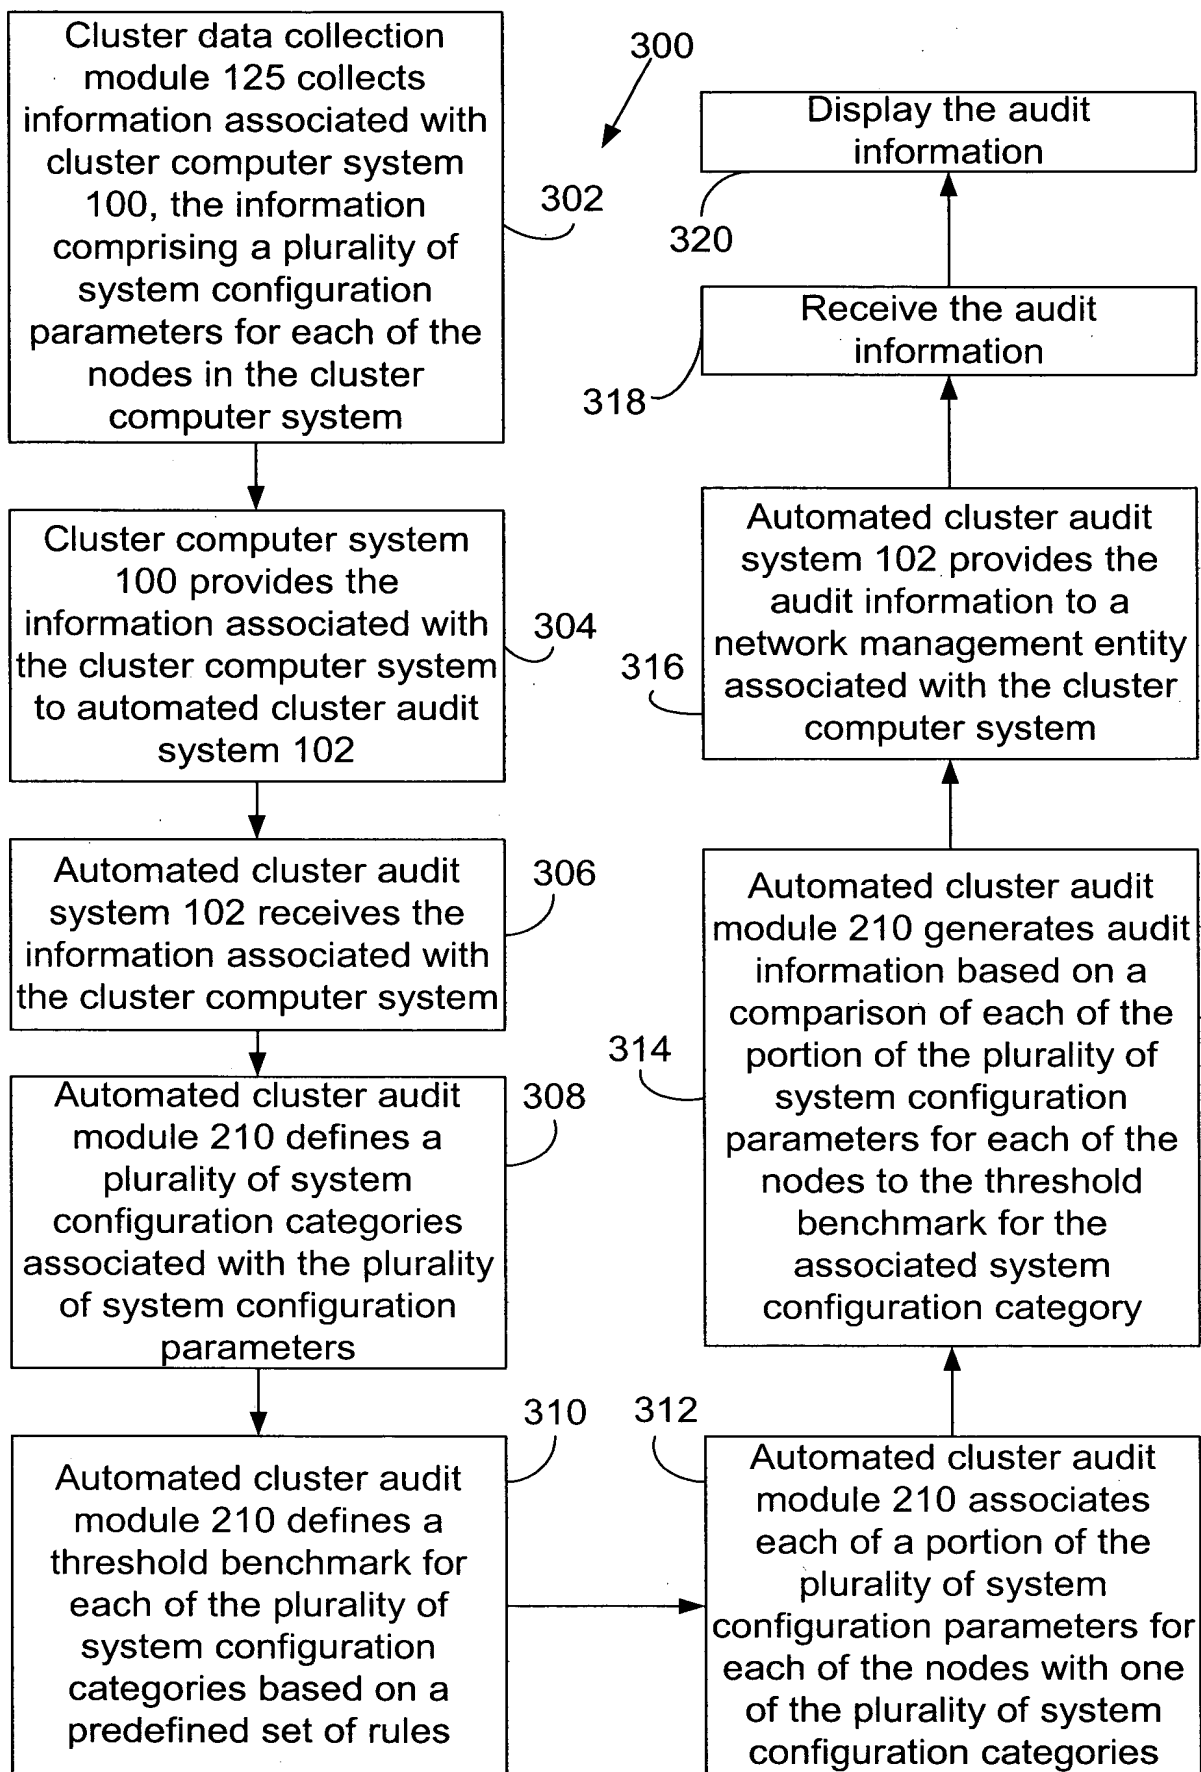 Cluster data collection
module 125 collects
information associated with
cluster computer system
100, the information
comprising a plurality of
system configuration
parameters for each of the
nodes in the cluster
computer system
302
300
Cluster computer system
100 provides the
information associated with
the cluster computer system
to automated cluster audit
system 102
304
Automated cluster audit
system 102 receives the
information associated with
the cluster computer system
306
Automated cluster audit
module 210 defines a
plurality of system
configuration categories
associated with the plurality
of system configuration
parameters
308
Automated cluster audit
module 210 defines a
threshold benchmark for
each of the plurality of
system configuration
categories based on a
predefined set of rules
310
312
Automated cluster audit
module 210 associates
each of a portion of the
plurality of system
configuration parameters for
each of the nodes with one
of the plurality of system
configuration categories
314
Automated cluster audit
module 210 generates audit
information based on a
comparison of each of the
portion of the plurality of
system configuration
parameters for each of the
nodes to the threshold
benchmark for the
associated system
configuration category
316
Automated cluster audit
system 102 provides the
audit information to a
network management entity
associated with the cluster
computer system
318
Receive the audit
information
320
Display the audit
information